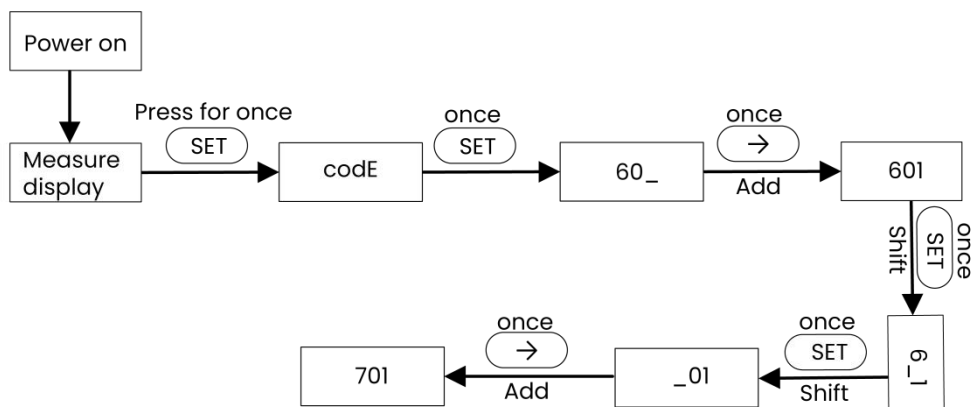 Power on
Press for once
SET
once
SET
once
→
Measure
display
codE
60_
Add
601
once
SET
Shift
6_1
once
SET
Shift
_01
once
→
Add
701